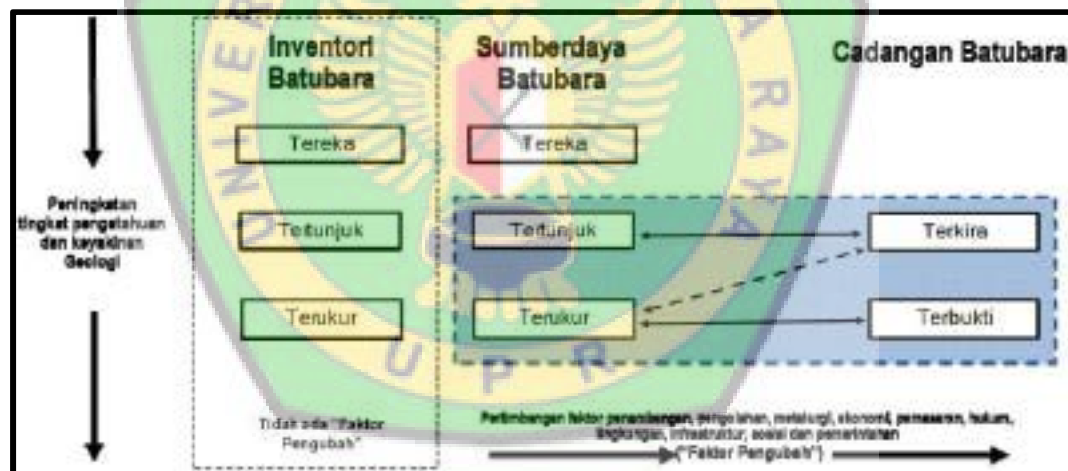 Inventori
Batubara
Sumberdaya
Batubara
Cadangan Batubara
Tereka
Tereka
Peningkatan
tingkat pengetahuan
dan keyakinan
Geologi
Tertunjuk
Tertunjuk
Terkira
Terukur
Terukur
Terbukti
Tidak ada "Faktor
Pengubah"
Pertimbangan faktor penambangan, pengolahan, metalurgi, ekonomi, pemasaran, hukum,
lingkungan, infrastruktur, sosial dan pemerintahan
("Faktor Pengubah")
UNIVER
A RAYA
U P R